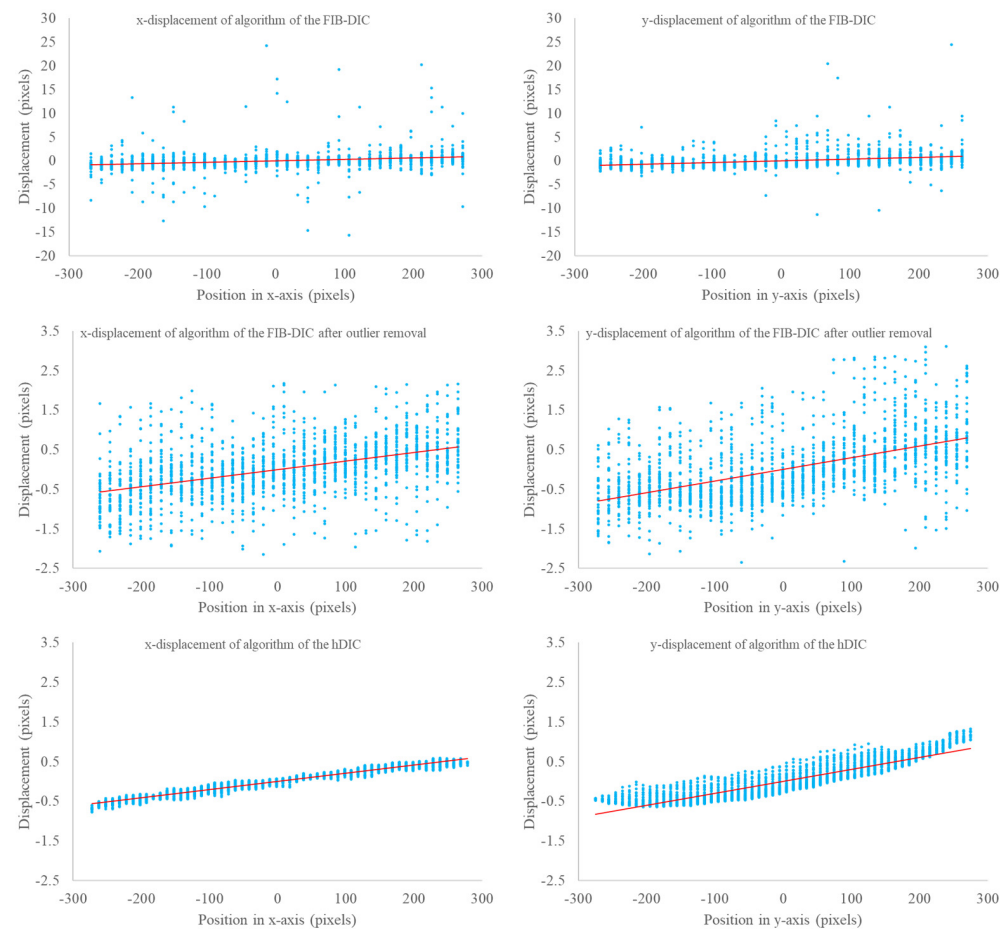 x-displacement of algorithm of the FIB-DIC
Displacement (pixels)
30
25
20
15
10
5
0
-5
-10
-15
-20
-300 -200 -100 0 100 200 300
Position in x-axis (pixels)
y-displacement of algorithm of the FIB-DIC
Displacement (pixels)
30
25
20
15
10
5
0
-5
-10
-15
-20
-300 -200 -100 0 100 200 300
Position in y-axis (pixels)
x-displacement of algorithm of the FIB-DIC after outlier removal
Displacement (pixels)
3.5
2.5
1.5
0.5
-0.5
-1.5
-2.5
-300 -200 -100 0 100 200 300
Position in x-axis (pixels)
y-displacement of algorithm of the FIB-DIC after outlier removal
Displacement (pixels)
3.5
2.5
1.5
0.5
-0.5
-1.5
-2.5
-300 -200 -100 0 100 200 300
Position in y-axis (pixels)
x-displacement of algorithm of the hDIC
Displacement (pixels)
3.5
2.5
1.5
0.5
-0.5
-1.5
-2.5
-300 -200 -100 0 100 200 300
Position in x-axis (pixels)
y-displacement of algorithm of the hDIC
Displacement (pixels)
3.5
2.5
1.5
0.5
-0.5
-1.5
-2.5
-300 -200 -100 0 100 200 300
Position in y-axis (pixels)